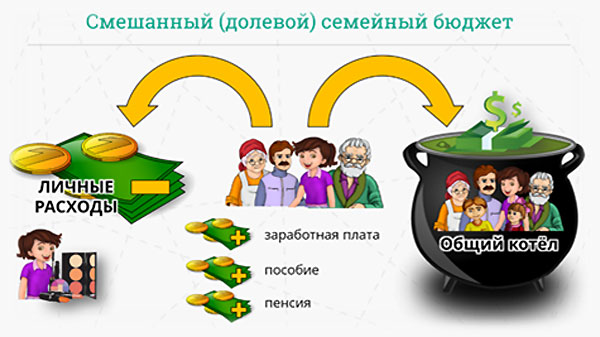 Смешанный (долевой) семейный бюджет
ЛИЧНЫЕ
РАСХОДЫ
заработная плата
пособие
пенсия
Общий котёл